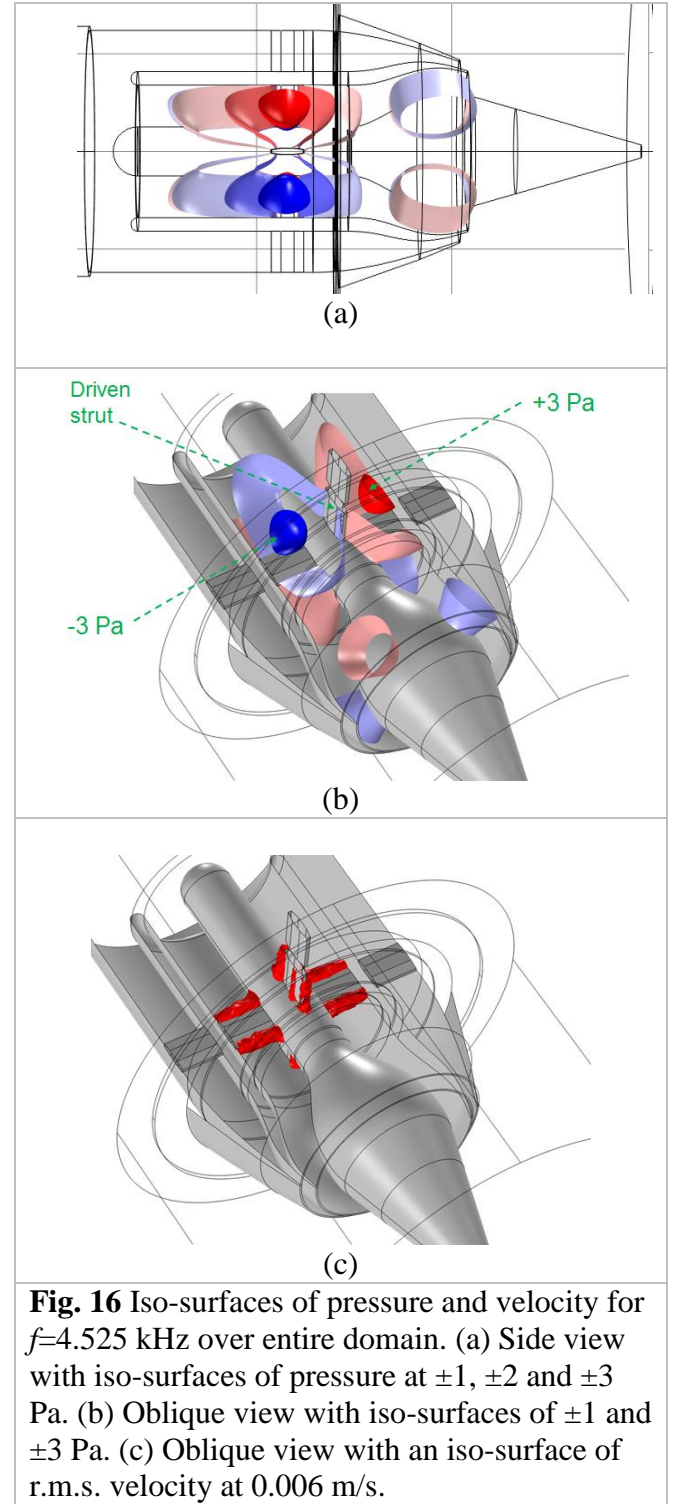 (a)
Driven
strut
+3 Pa
-3 Pa
(b)
(c)
Fig. 16 Iso-surfaces of pressure and velocity for
f=4.525 kHz over entire domain. (a) Side view
with iso-surfaces of pressure at ±1, ±2 and ±3
Pa. (b) Oblique view with iso-surfaces of ±1 and
±3 Pa. (c) Oblique view with an iso-surface of
r.m.s. velocity at 0.006 m/s.